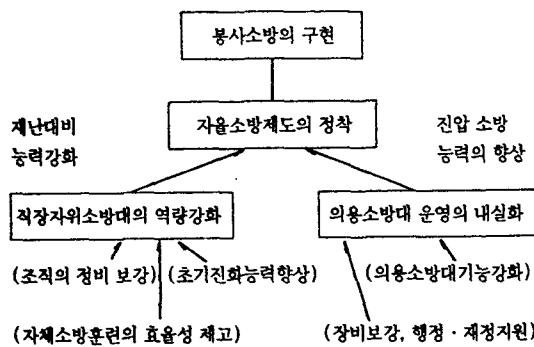 봉사소방의 구현
자율소방제도의 정착
재난대비
능력강화
진압 소방
능력의 향상
직장자위소방대의 역량강화
의용소방대 운영의 내실화
(조직의 정비 보강)
(초기진화능력향상)
(의용소방대기능강화)
(자체소방훈련의 효율성 제고)
(장비보강, 행정·재정지원)